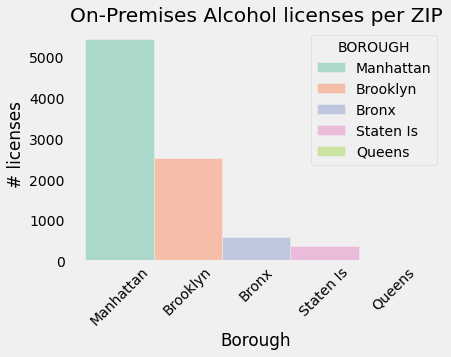 On-Premises Alcohol licenses per ZIP
BOROUGH
Manhattan
Brooklyn
Bronx
Staten Is
Queens
# licenses
5000
4000
3000
2000
1000
0
Manhattan
Brooklyn
Bronx
Staten Is
Queens
Borough